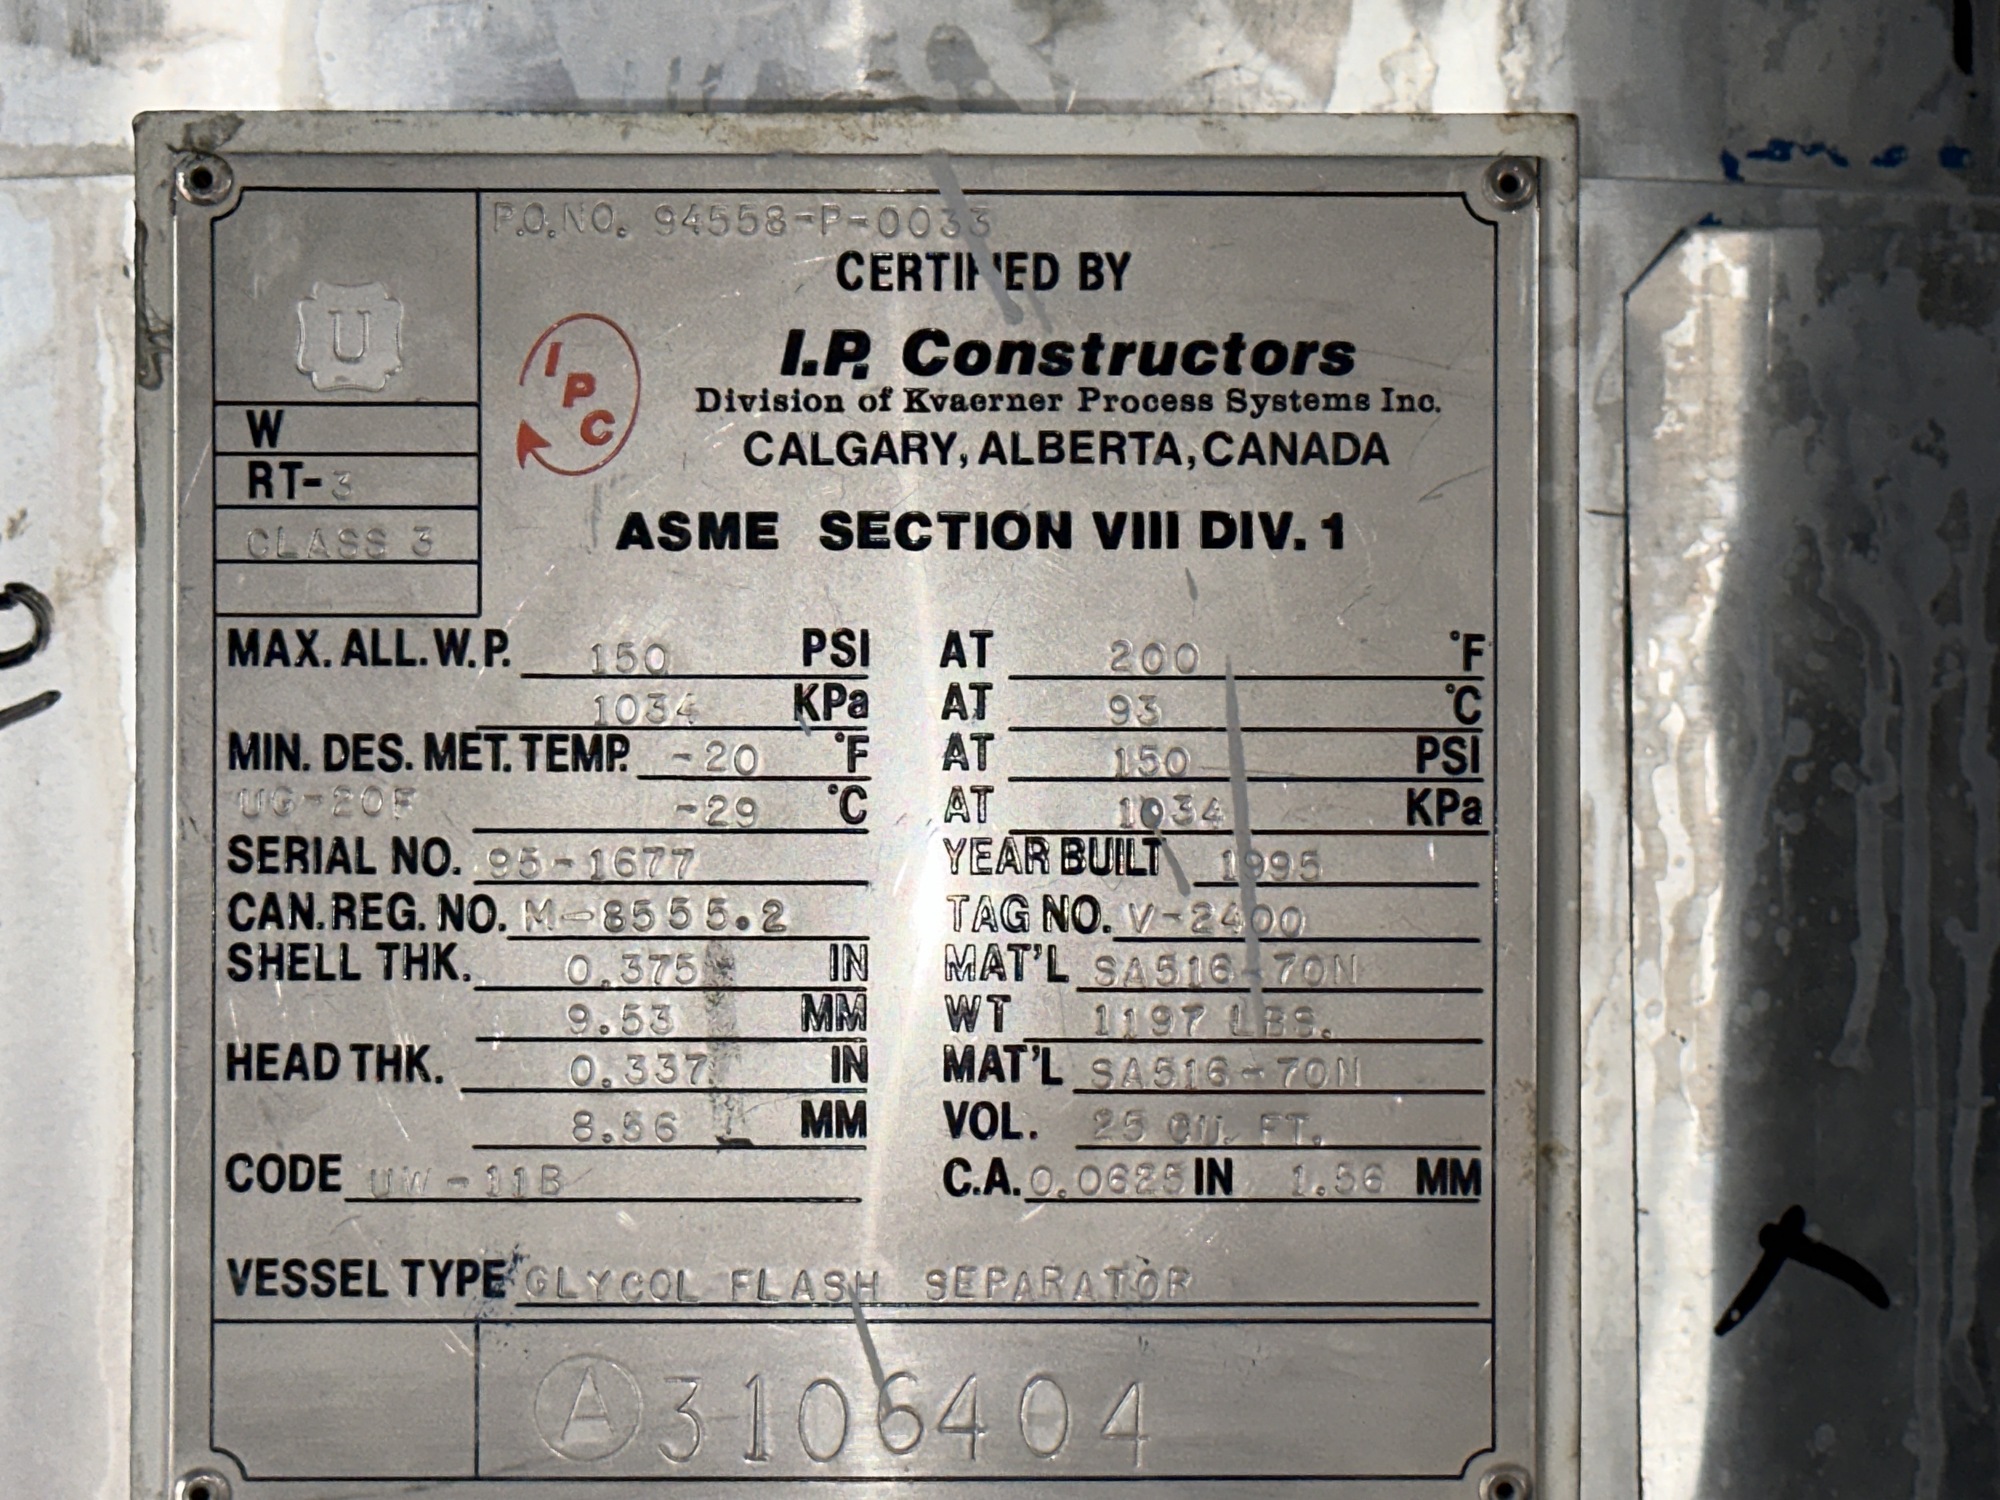 P.O.NO. 94558-P-0033
CERTIFIED BY
U
I.P. Constructors
IPC
Division of Kvaerner Process Systems Inc.
W
CALGARY, ALBERTA, CANADA
RT-3
ASME SECTION VIII DIV. 1
CLASS 3
MAX. ALL. W.P. 150 PSI AT 200 °F
1034 KPa AT 93 °C
MIN. DES. MET. TEMP. -20 °F AT 150 PSI
UG-20F -29 °C AT 1034 KPa
SERIAL NO. 95-1677 YEAR BUILT 1995
CAN. REG. NO. M-8555.2 TAG NO. V-2400
SHELL THK. 0.375 IN MAT'L SA516-70N
9.53 MM WT 1197 LBS.
HEAD THK. 0.337 IN MAT'L SA516-70N
8.56 MM VOL. 25 CU. FT.
CODE UW-11B C.A. 0.0625 IN 1.56 MM
VESSEL TYPE GLYCOL FLASH SEPARATOR
A 3106404